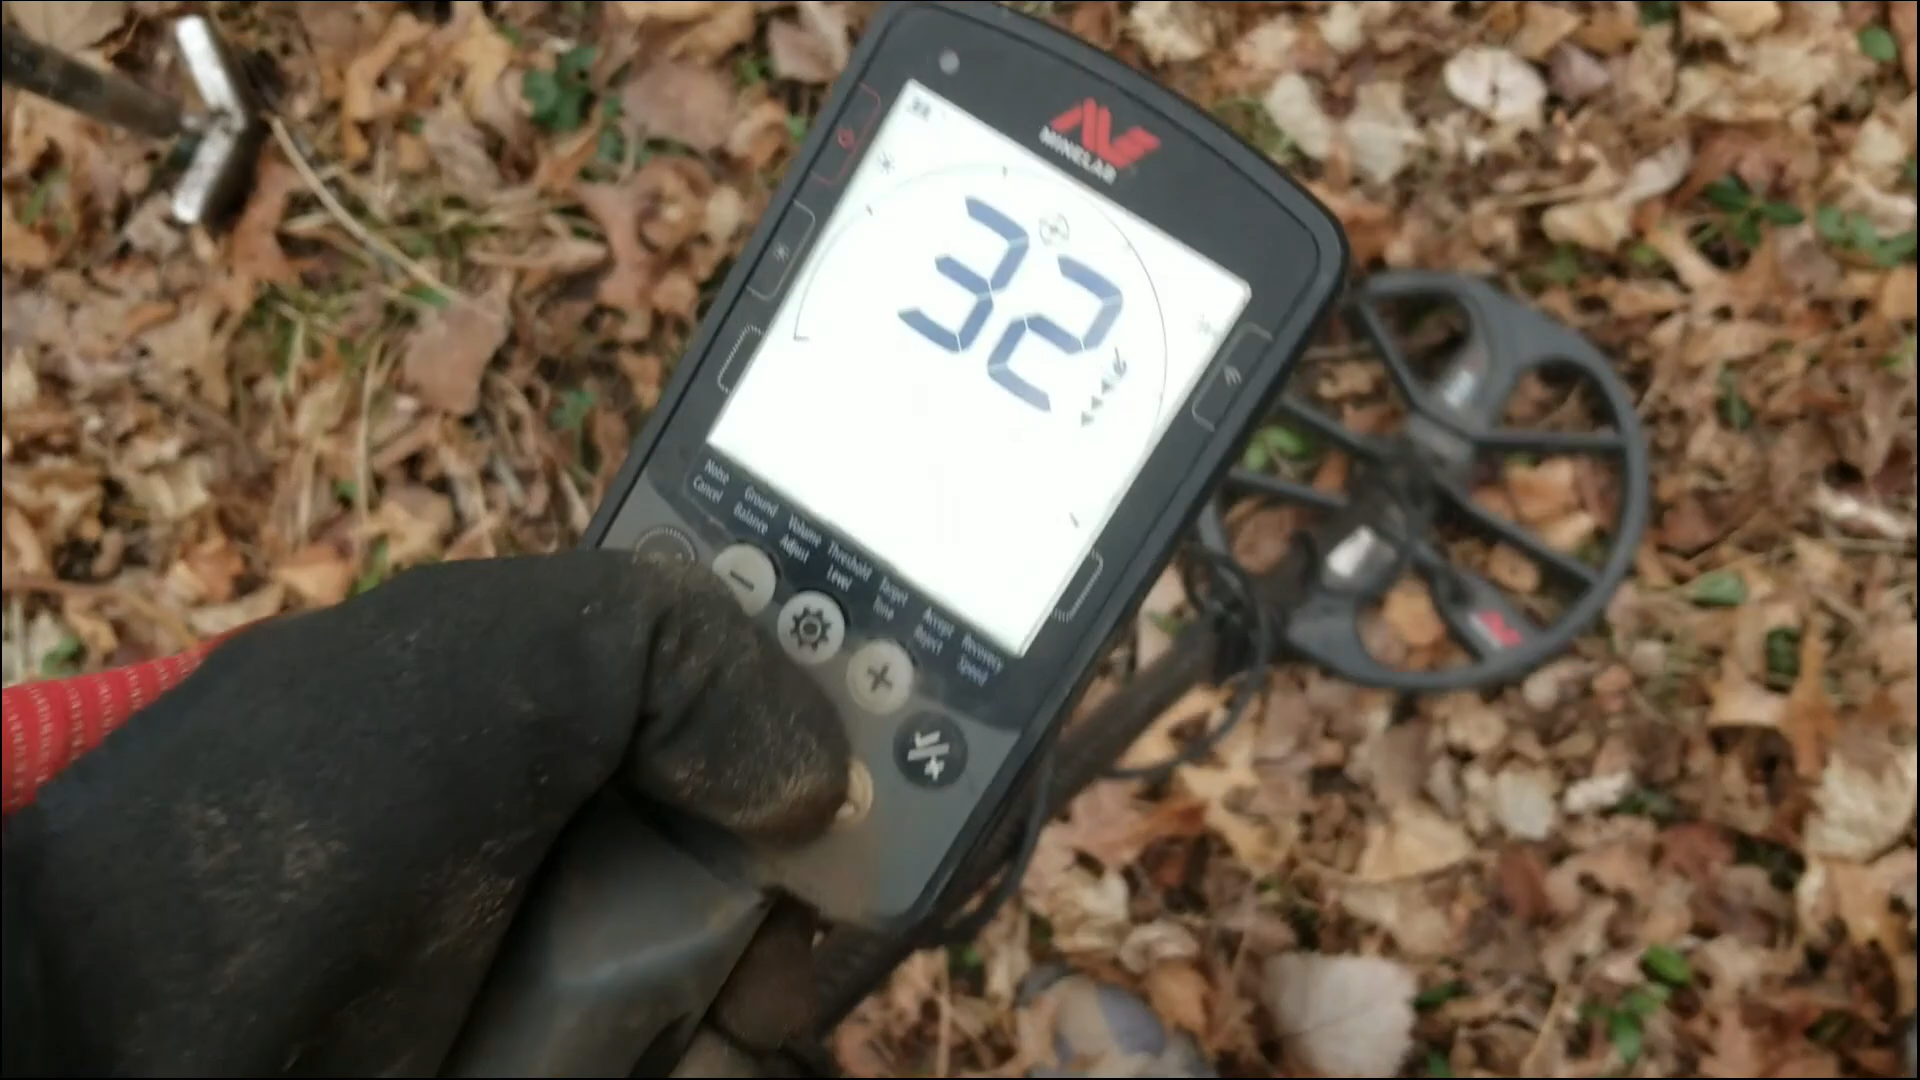 MINELAB
32
Noise
Cancel
Ground
Balance
Volume
Adjust
Threshold
Level
Target
Tone
Accept
Reject
Recovery
Speed